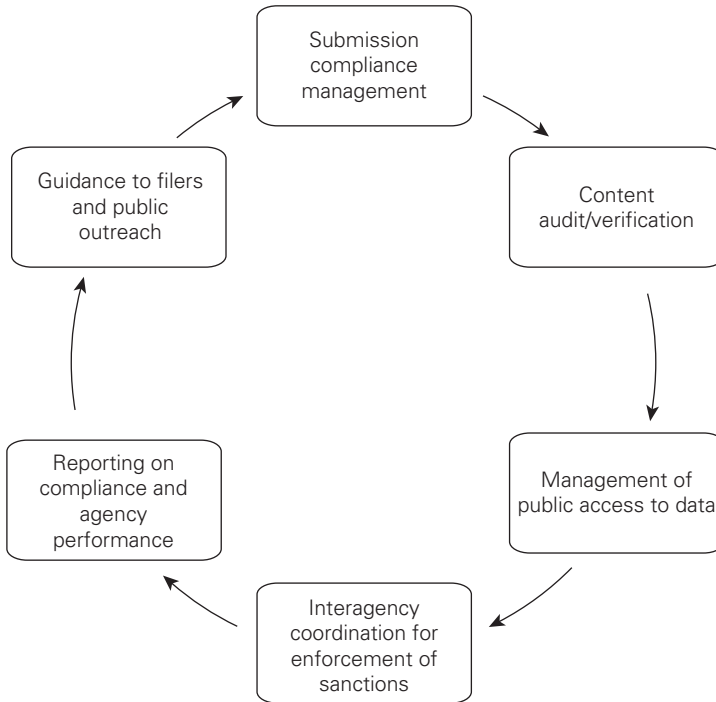 Submission
compliance
management
Guidance to filers
and public
outreach
Content
audit/verification
Reporting on
compliance and
agency
performance
Management of
public access to data
Interagency
coordination for
enforcement of
sanctions